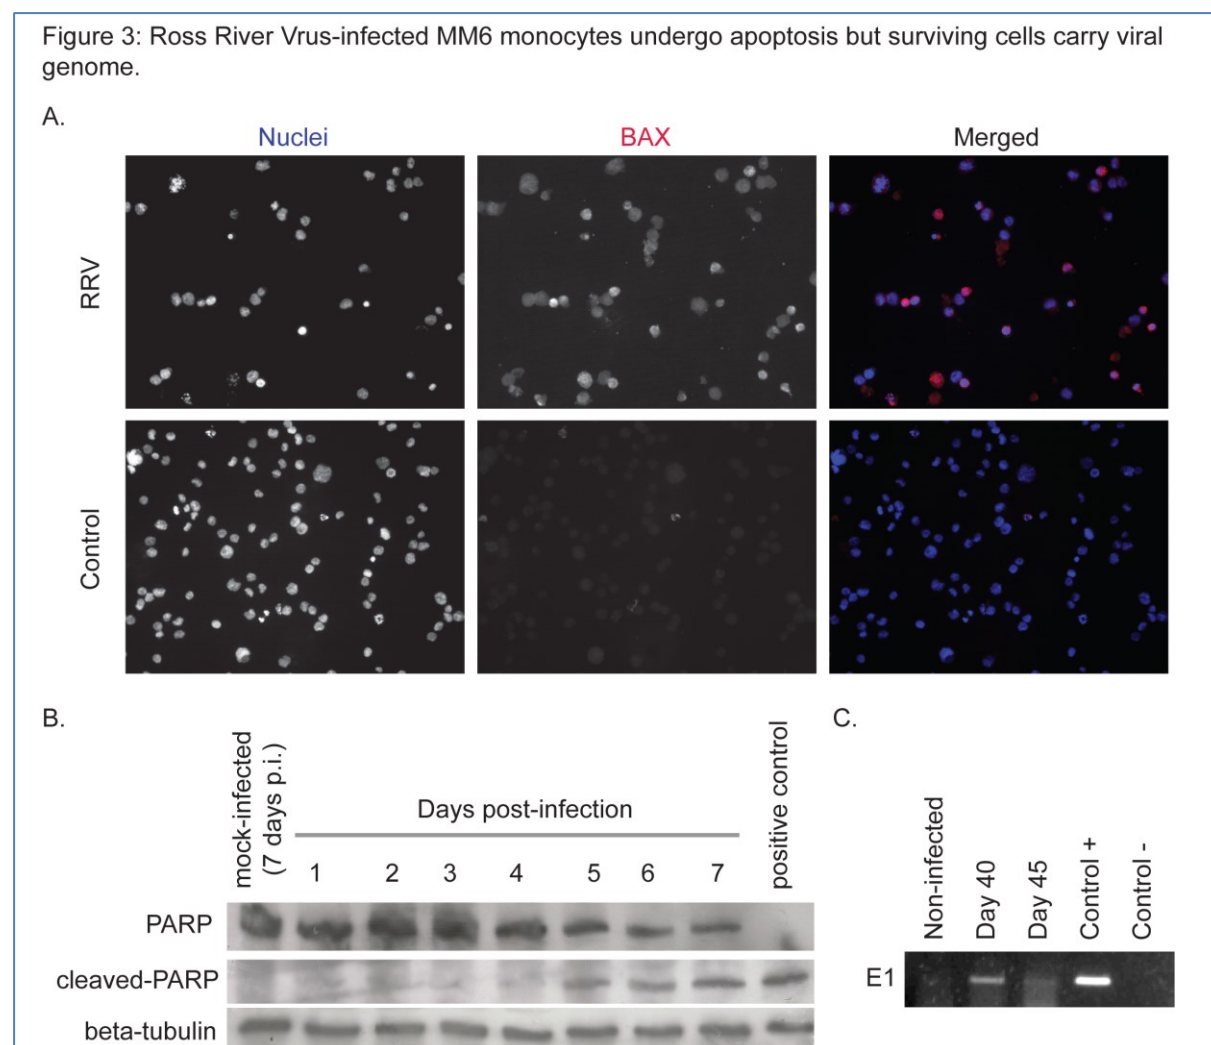 Figure 3: Ross River Vrus-infected MM6 monocytes undergo apoptosis but surviving cells carry viral
genome.
A.
Nuclei BAX Merged
RRV
Control
B.
mock-infected
(7 days p.i.)
Days post-infection
positive control
1 2 3 4 5 6 7
PARP
cleaved-PARP
beta-tubulin
C.
Non-infected
Day 40
Day 45
Control +
Control -
E1